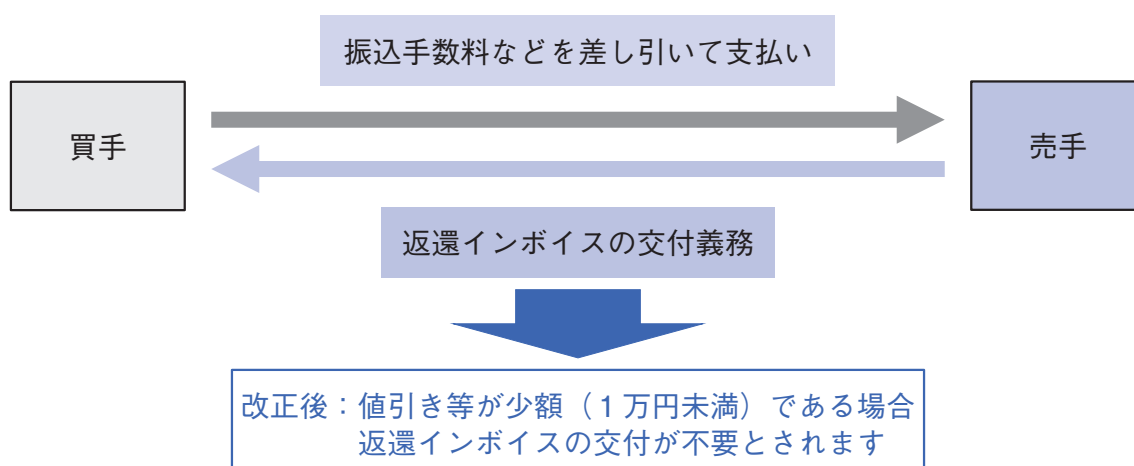 振込手数料などを差し引いて支払い
買手
売手
返還インボイスの交付義務
改正後：値引き等が少額（１万円未満）である場合
返還インボイスの交付が不要とされます